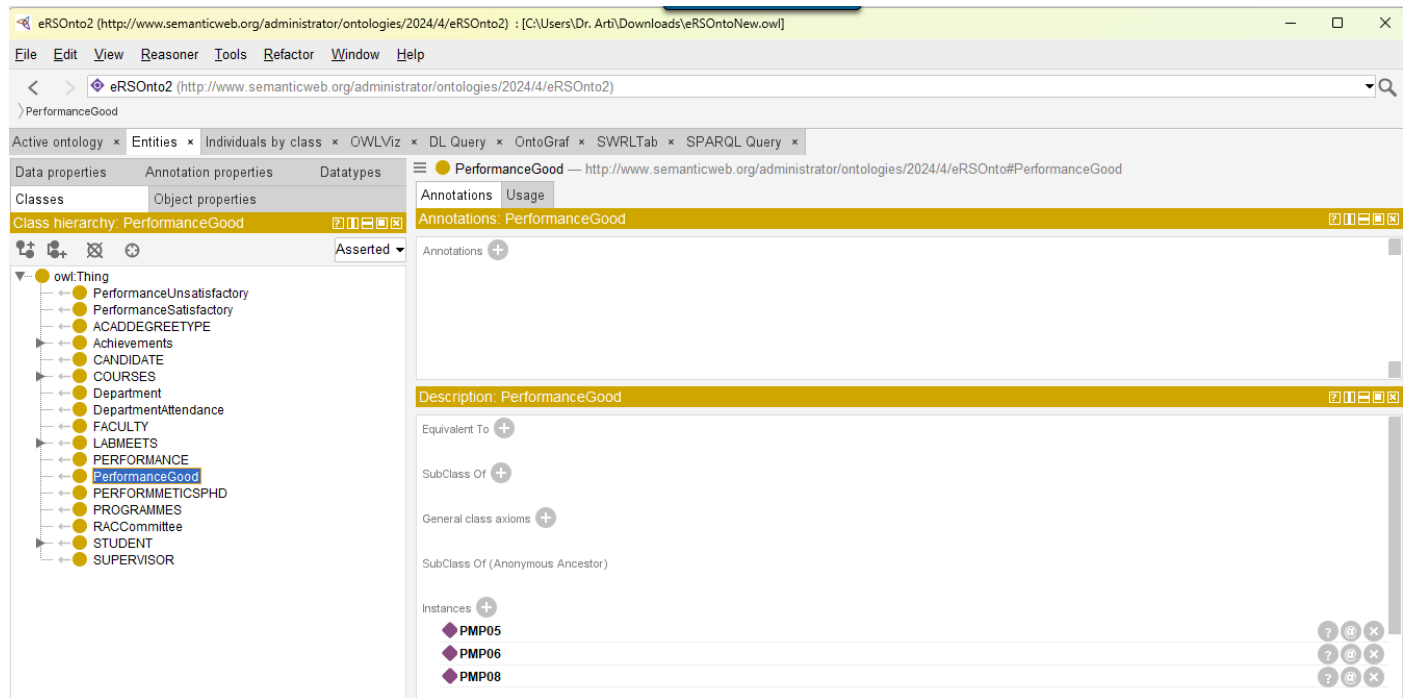 eRSOnto2 (http://www.semanticweb.org/administrator/ontologies/2024/4/eRSOnto2) : [C:\Users\Dr. Arti\Downloads\eRSOntoNew.owl]
File Edit View Reasoner Tools Refactor Window Help
eRSOnto2 (http://www.semanticweb.org/administrator/ontologies/2024/4/eRSOnto2)
PerformanceGood
Active ontology × Entities × Individuals by class × OWLViz × DL Query × OntoGraf × SWRLTab × SPARQL Query ×
Data properties Annotation properties Datatypes
Classes Object properties
Class hierarchy: PerformanceGood
Asserted
owl:Thing
PerformanceUnsatisfactory
PerformanceSatisfactory
ACADDEGREETYPE
Achievements
CANDIDATE
COURSES
Department
DepartmentAttendance
FACULTY
LABMEETS
PERFORMANCE
PerformanceGood
PERFORMMETICSPHD
PROGRAMMES
RACCommittee
STUDENT
SUPERVISOR
PerformanceGood — http://www.semanticweb.org/administrator/ontologies/2024/4/eRSOnto#PerformanceGood
Annotations Usage
Annotations: PerformanceGood
Annotations
Description: PerformanceGood
Equivalent To
SubClass Of
General class axioms
SubClass Of (Anonymous Ancestor)
Instances
PMP05
PMP06
PMP08